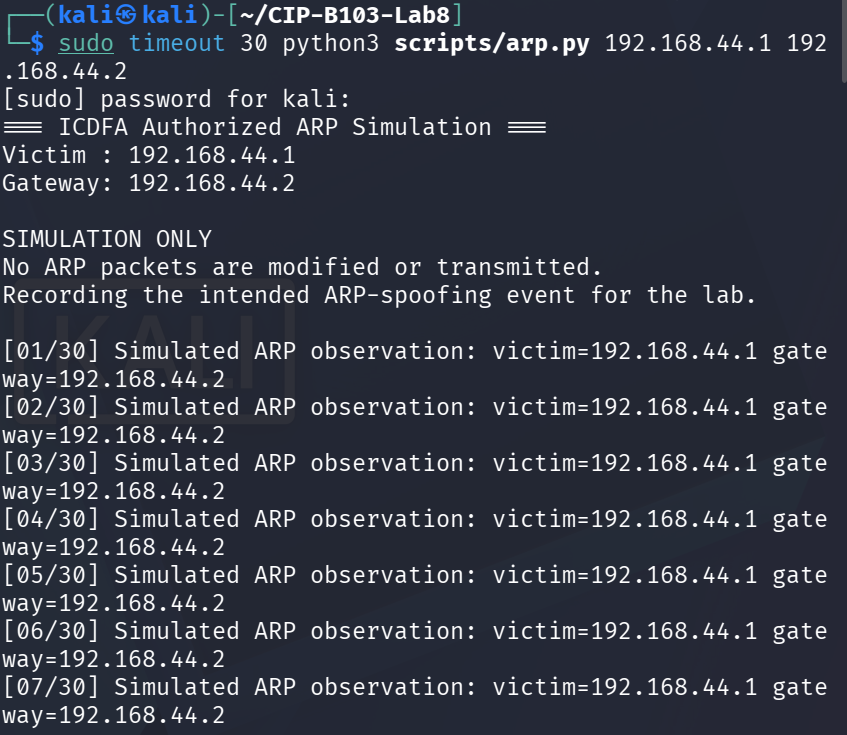 ┌──(kali㉿kali)-[~/CIP-B103-Lab8]
└─$ sudo timeout 30 python3 scripts/arp.py 192.168.44.1 192
.168.44.2
[sudo] password for kali:
=== ICDFA Authorized ARP Simulation ===
Victim : 192.168.44.1
Gateway: 192.168.44.2

SIMULATION ONLY
No ARP packets are modified or transmitted.
Recording the intended ARP-spoofing event for the lab.

[01/30] Simulated ARP observation: victim=192.168.44.1 gate
way=192.168.44.2
[02/30] Simulated ARP observation: victim=192.168.44.1 gate
way=192.168.44.2
[03/30] Simulated ARP observation: victim=192.168.44.1 gate
way=192.168.44.2
[04/30] Simulated ARP observation: victim=192.168.44.1 gate
way=192.168.44.2
[05/30] Simulated ARP observation: victim=192.168.44.1 gate
way=192.168.44.2
[06/30] Simulated ARP observation: victim=192.168.44.1 gate
way=192.168.44.2
[07/30] Simulated ARP observation: victim=192.168.44.1 gate
way=192.168.44.2
KALI